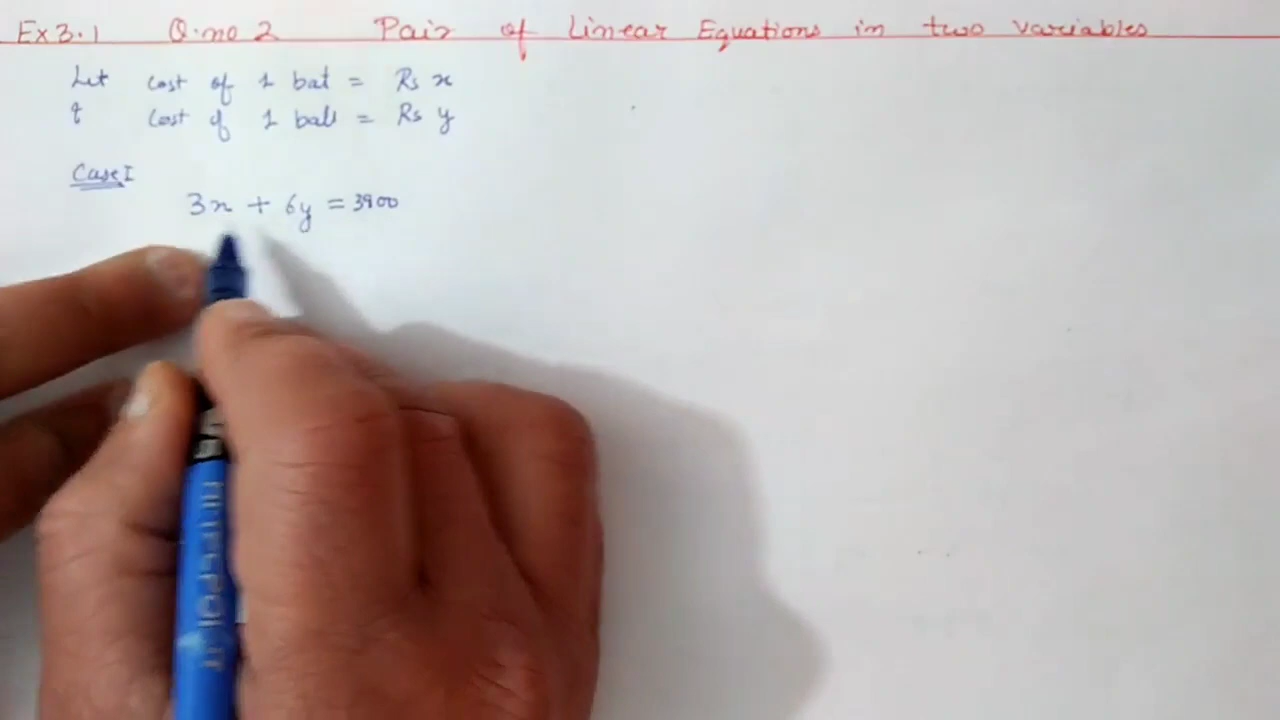 Ex 3.1 Q.no 2 Pair of Linear Equations in two variables
Let cost of 1 bat = Rs x
& cost of 1 ball = Rs y
Case I
3x + 6y = 3900